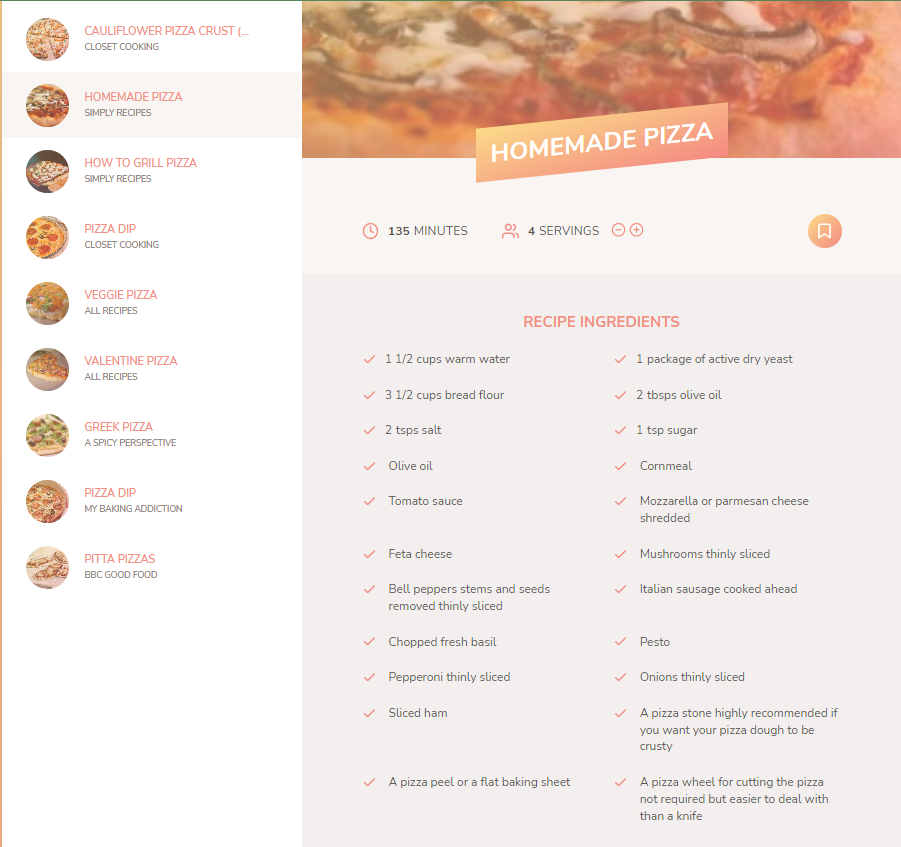 CAULIFLOWER PIZZA CRUST (...
CLOSET COOKING
HOMEMADE PIZZA
SIMPLY RECIPES
HOW TO GRILL PIZZA
SIMPLY RECIPES
PIZZA DIP
CLOSET COOKING
VEGGIE PIZZA
ALL RECIPES
VALENTINE PIZZA
ALL RECIPES
GREEK PIZZA
A SPICY PERSPECTIVE
PIZZA DIP
MY BAKING ADDICTION
PITTA PIZZAS
BBC GOOD FOOD
HOMEMADE PIZZA
135 MINUTES
4 SERVINGS
RECIPE INGREDIENTS
1 1/2 cups warm water
1 package of active dry yeast
3 1/2 cups bread flour
2 tbsps olive oil
2 tsps salt
1 tsp sugar
Olive oil
Cornmeal
Tomato sauce
Mozzarella or parmesan cheese
shredded
Feta cheese
Mushrooms thinly sliced
Bell peppers stems and seeds
removed thinly sliced
Italian sausage cooked ahead
Chopped fresh basil
Pesto
Pepperoni thinly sliced
Onions thinly sliced
Sliced ham
A pizza stone highly recommended if
you want your pizza dough to be
crusty
A pizza peel or a flat baking sheet
A pizza wheel for cutting the pizza
not required but easier to deal with
than a knife